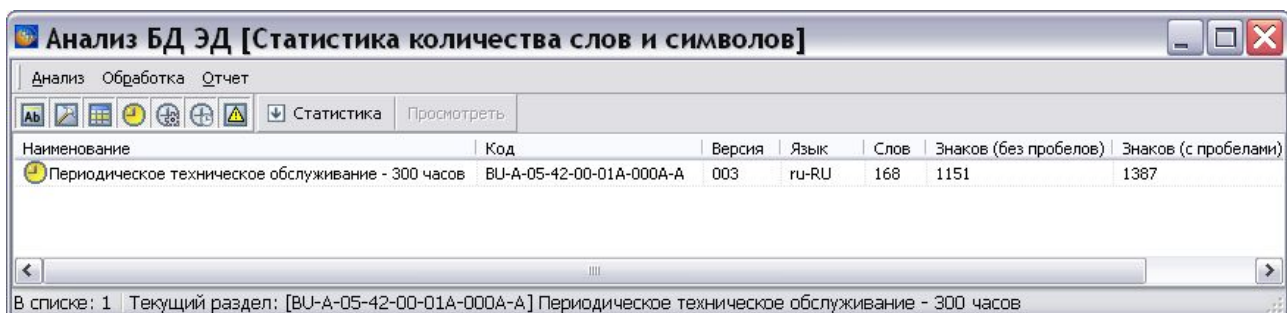 Анализ БД ЭД [Статистика количества слов и символов]
Анализ Обработка Отчет
Ab Статистика Просмотреть
Наименование Код Версия Язык Слов Знаков (без пробелов) Знаков (с пробелами)
Периодическое техническое обслуживание - 300 часов BU-A-05-42-00-01A-000A-A 003 ru-RU 168 1151 1387
В списке: 1 Текущий раздел: [BU-A-05-42-00-01A-000A-A] Периодическое техническое обслуживание - 300 часов